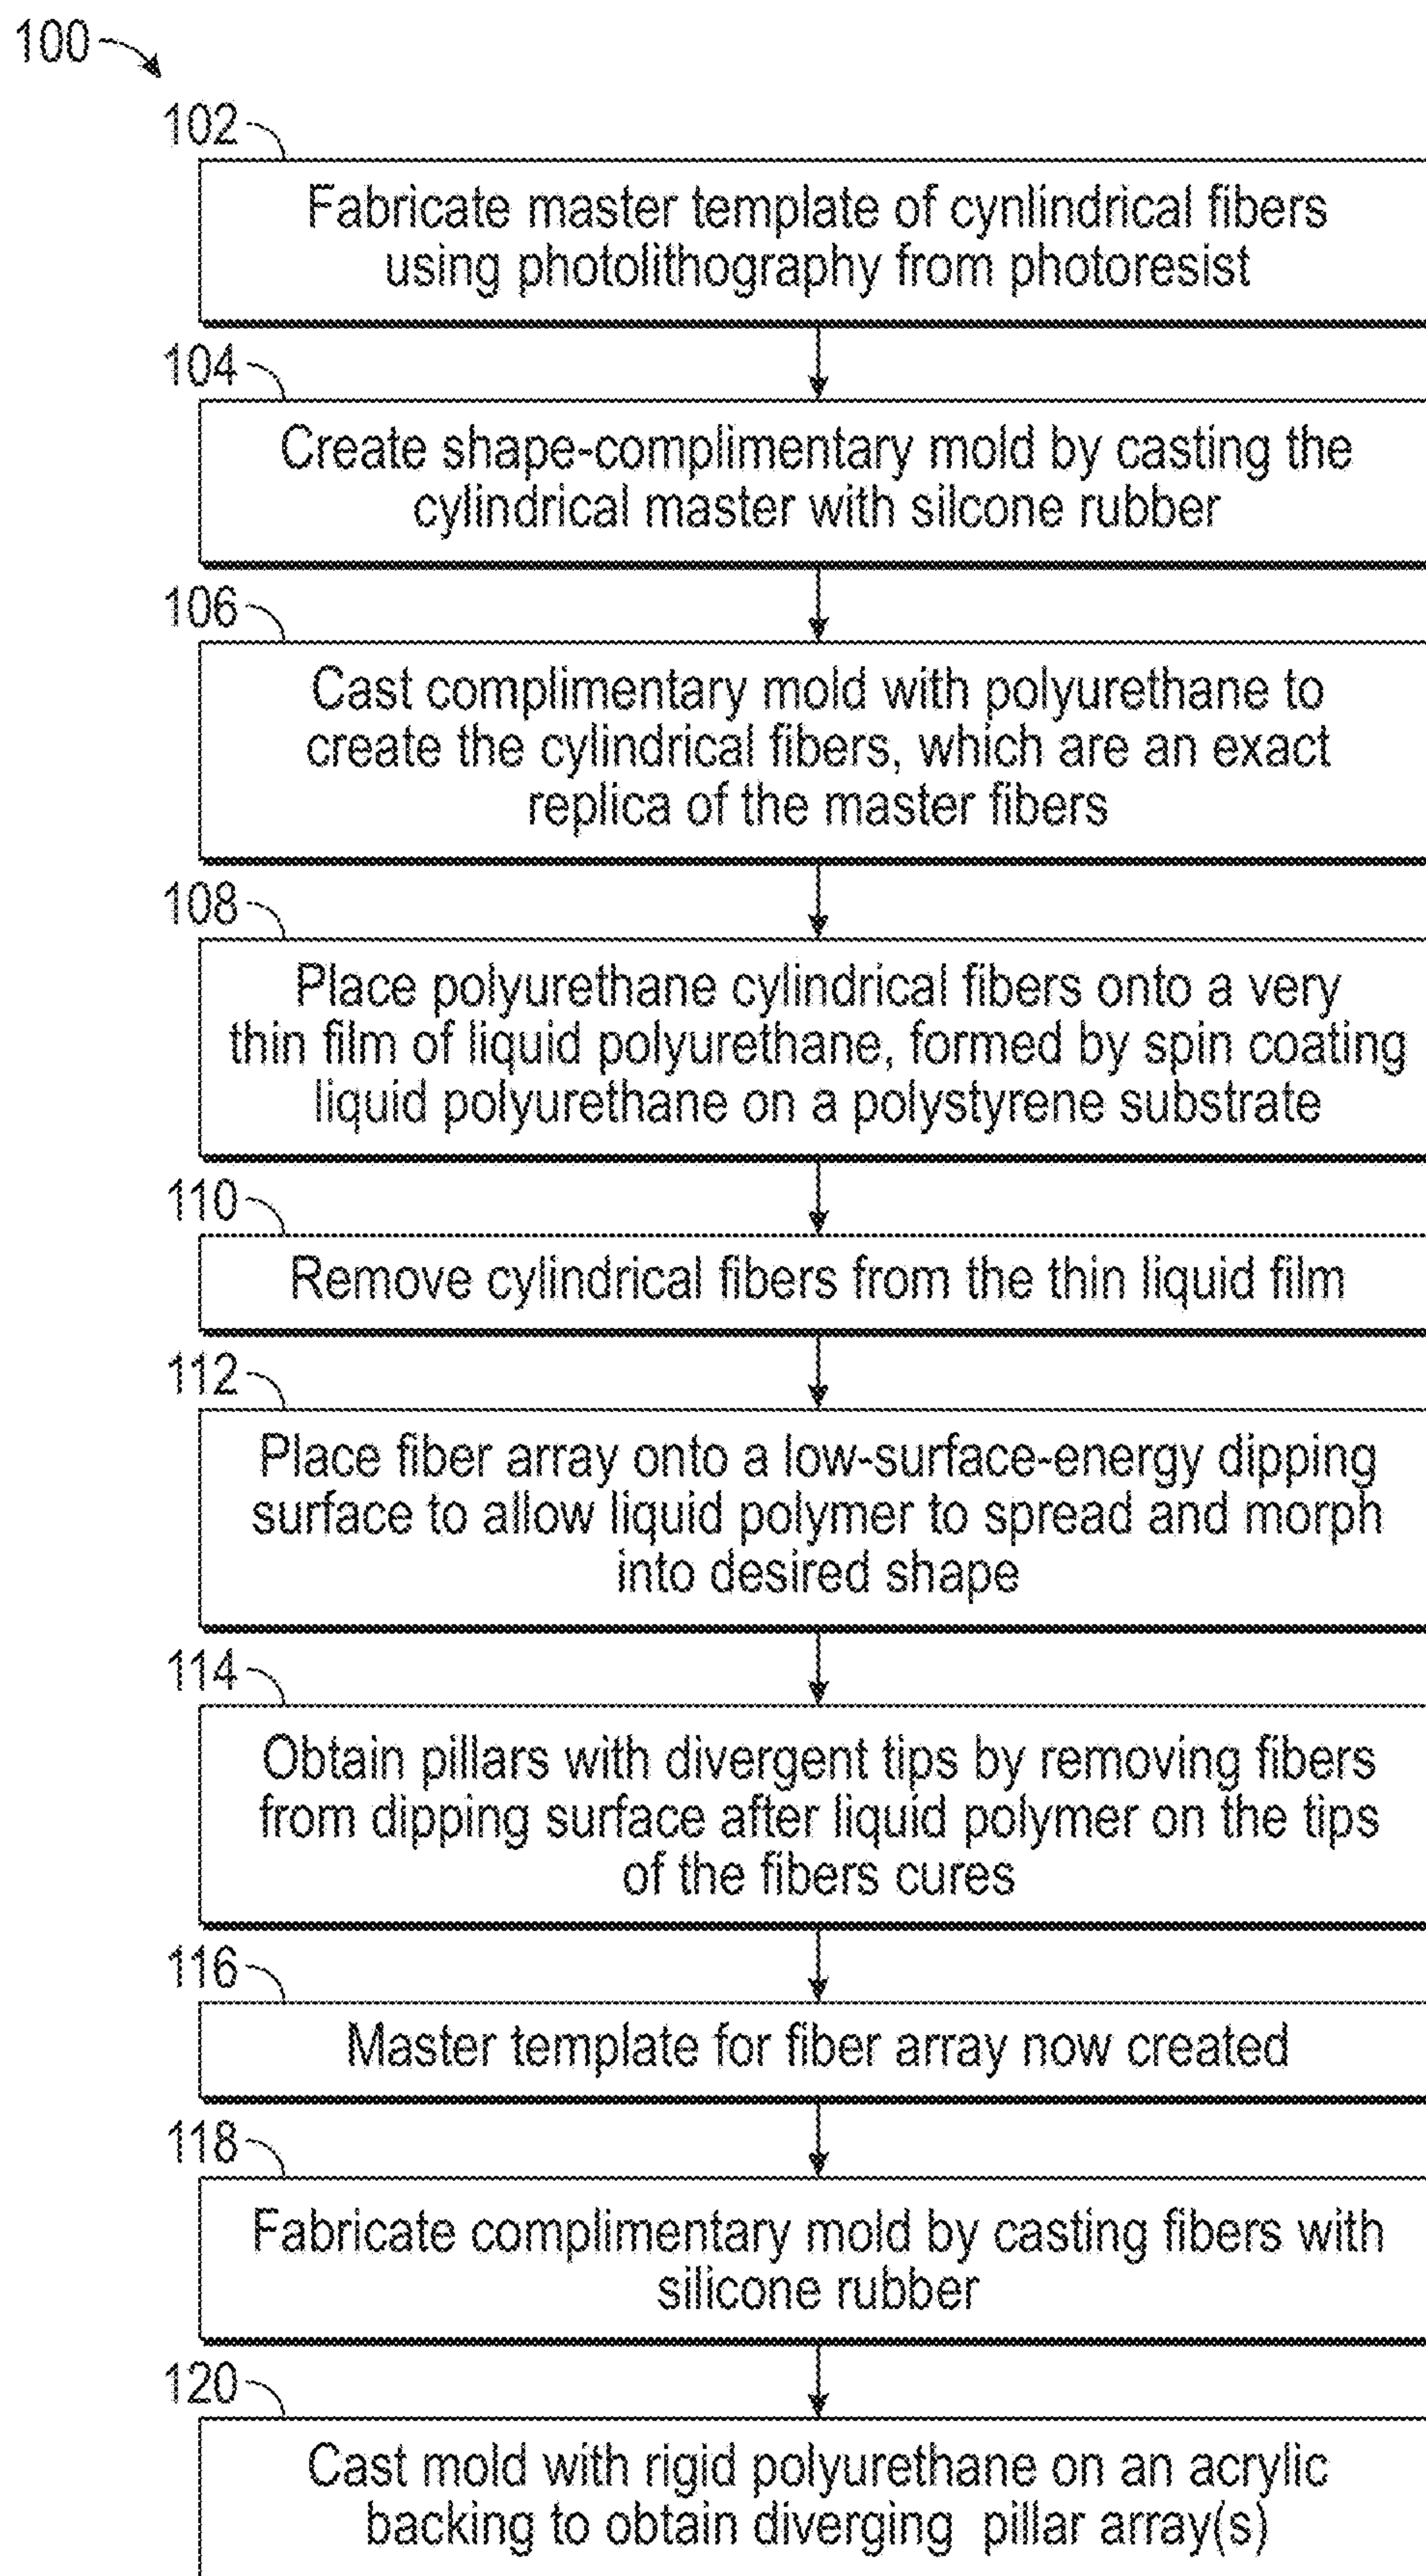 100
102
Fabricate master template of cynlindrical fibers
using photolithography from photoresist
104
Create shape-complimentary mold by casting the
cylindrical master with silcone rubber
106
Cast complimentary mold with polyurethane to
create the cylindrical fibers, which are an exact
replica of the master fibers
108
Place polyurethane cylindrical fibers onto a very
thin film of liquid polyurethane, formed by spin coating
liquid polyurethane on a polystyrene substrate
110
Remove cylindrical fibers from the thin liquid film
112
Place fiber array onto a low-surface-energy dipping
surface to allow liquid polymer to spread and morph
into desired shape
114
Obtain pillars with divergent tips by removing fibers
from dipping surface after liquid polymer on the tips
of the fibers cures
116
Master template for fiber array now created
118
Fabricate complimentary mold by casting fibers with
silicone rubber
120
Cast mold with rigid polyurethane on an acrylic
backing to obtain diverging pillar array(s)